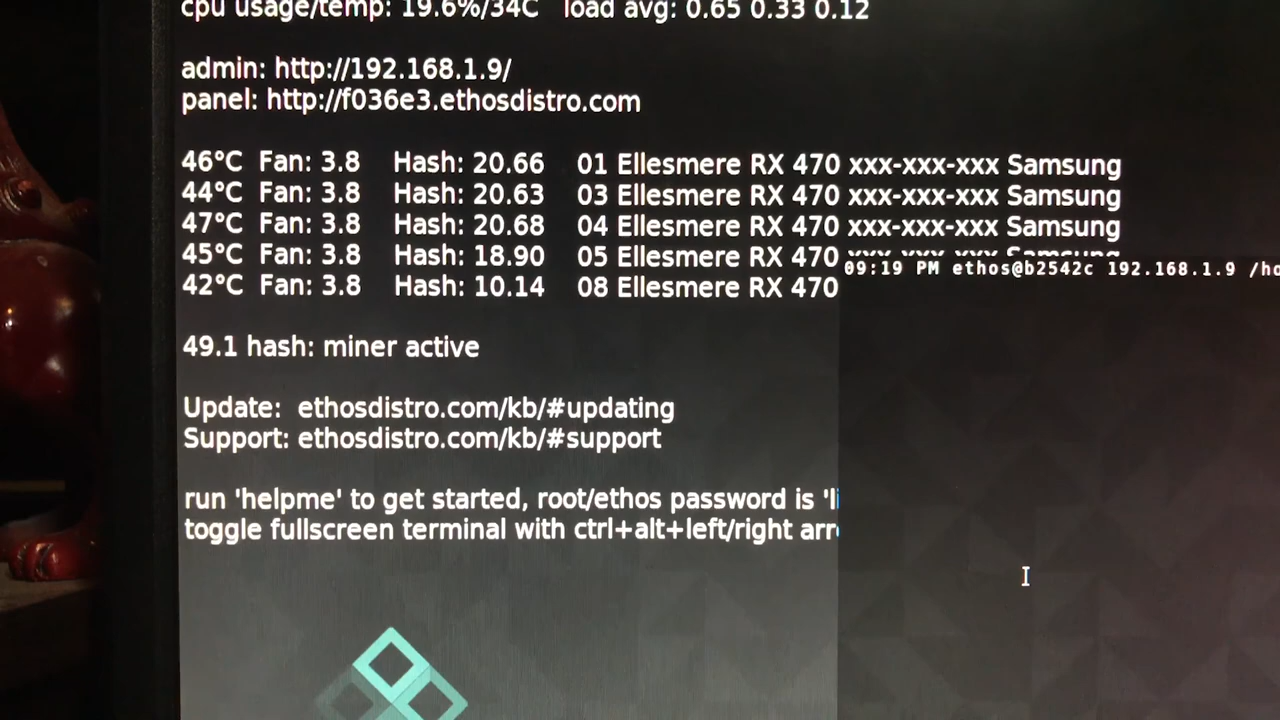 cpu usage/temp: 19.6%/34C load avg: 0.65 0.33 0.12
admin: http://192.168.1.9/
panel: http://f036e3.ethosdistro.com
46°C Fan: 3.8 Hash: 20.66 01 Ellesmere RX 470 xxx-xxx-xxx Samsung
44°C Fan: 3.8 Hash: 20.63 03 Ellesmere RX 470 xxx-xxx-xxx Samsung
47°C Fan: 3.8 Hash: 20.68 04 Ellesmere RX 470 xxx-xxx-xxx Samsung
45°C Fan: 3.8 Hash: 18.90 05 Ellesmere RX 470 xxx-xxx-xxx Samsung
09:19 PM ethos@b2542c 192.168.1.9 /ho
42°C Fan: 3.8 Hash: 10.14 08 Ellesmere RX 470
49.1 hash: miner active
Update: ethosdistro.com/kb/#updating
Support: ethosdistro.com/kb/#support
run 'helpme' to get started, root/ethos password is 'li
toggle fullscreen terminal with ctrl+alt+left/right arr